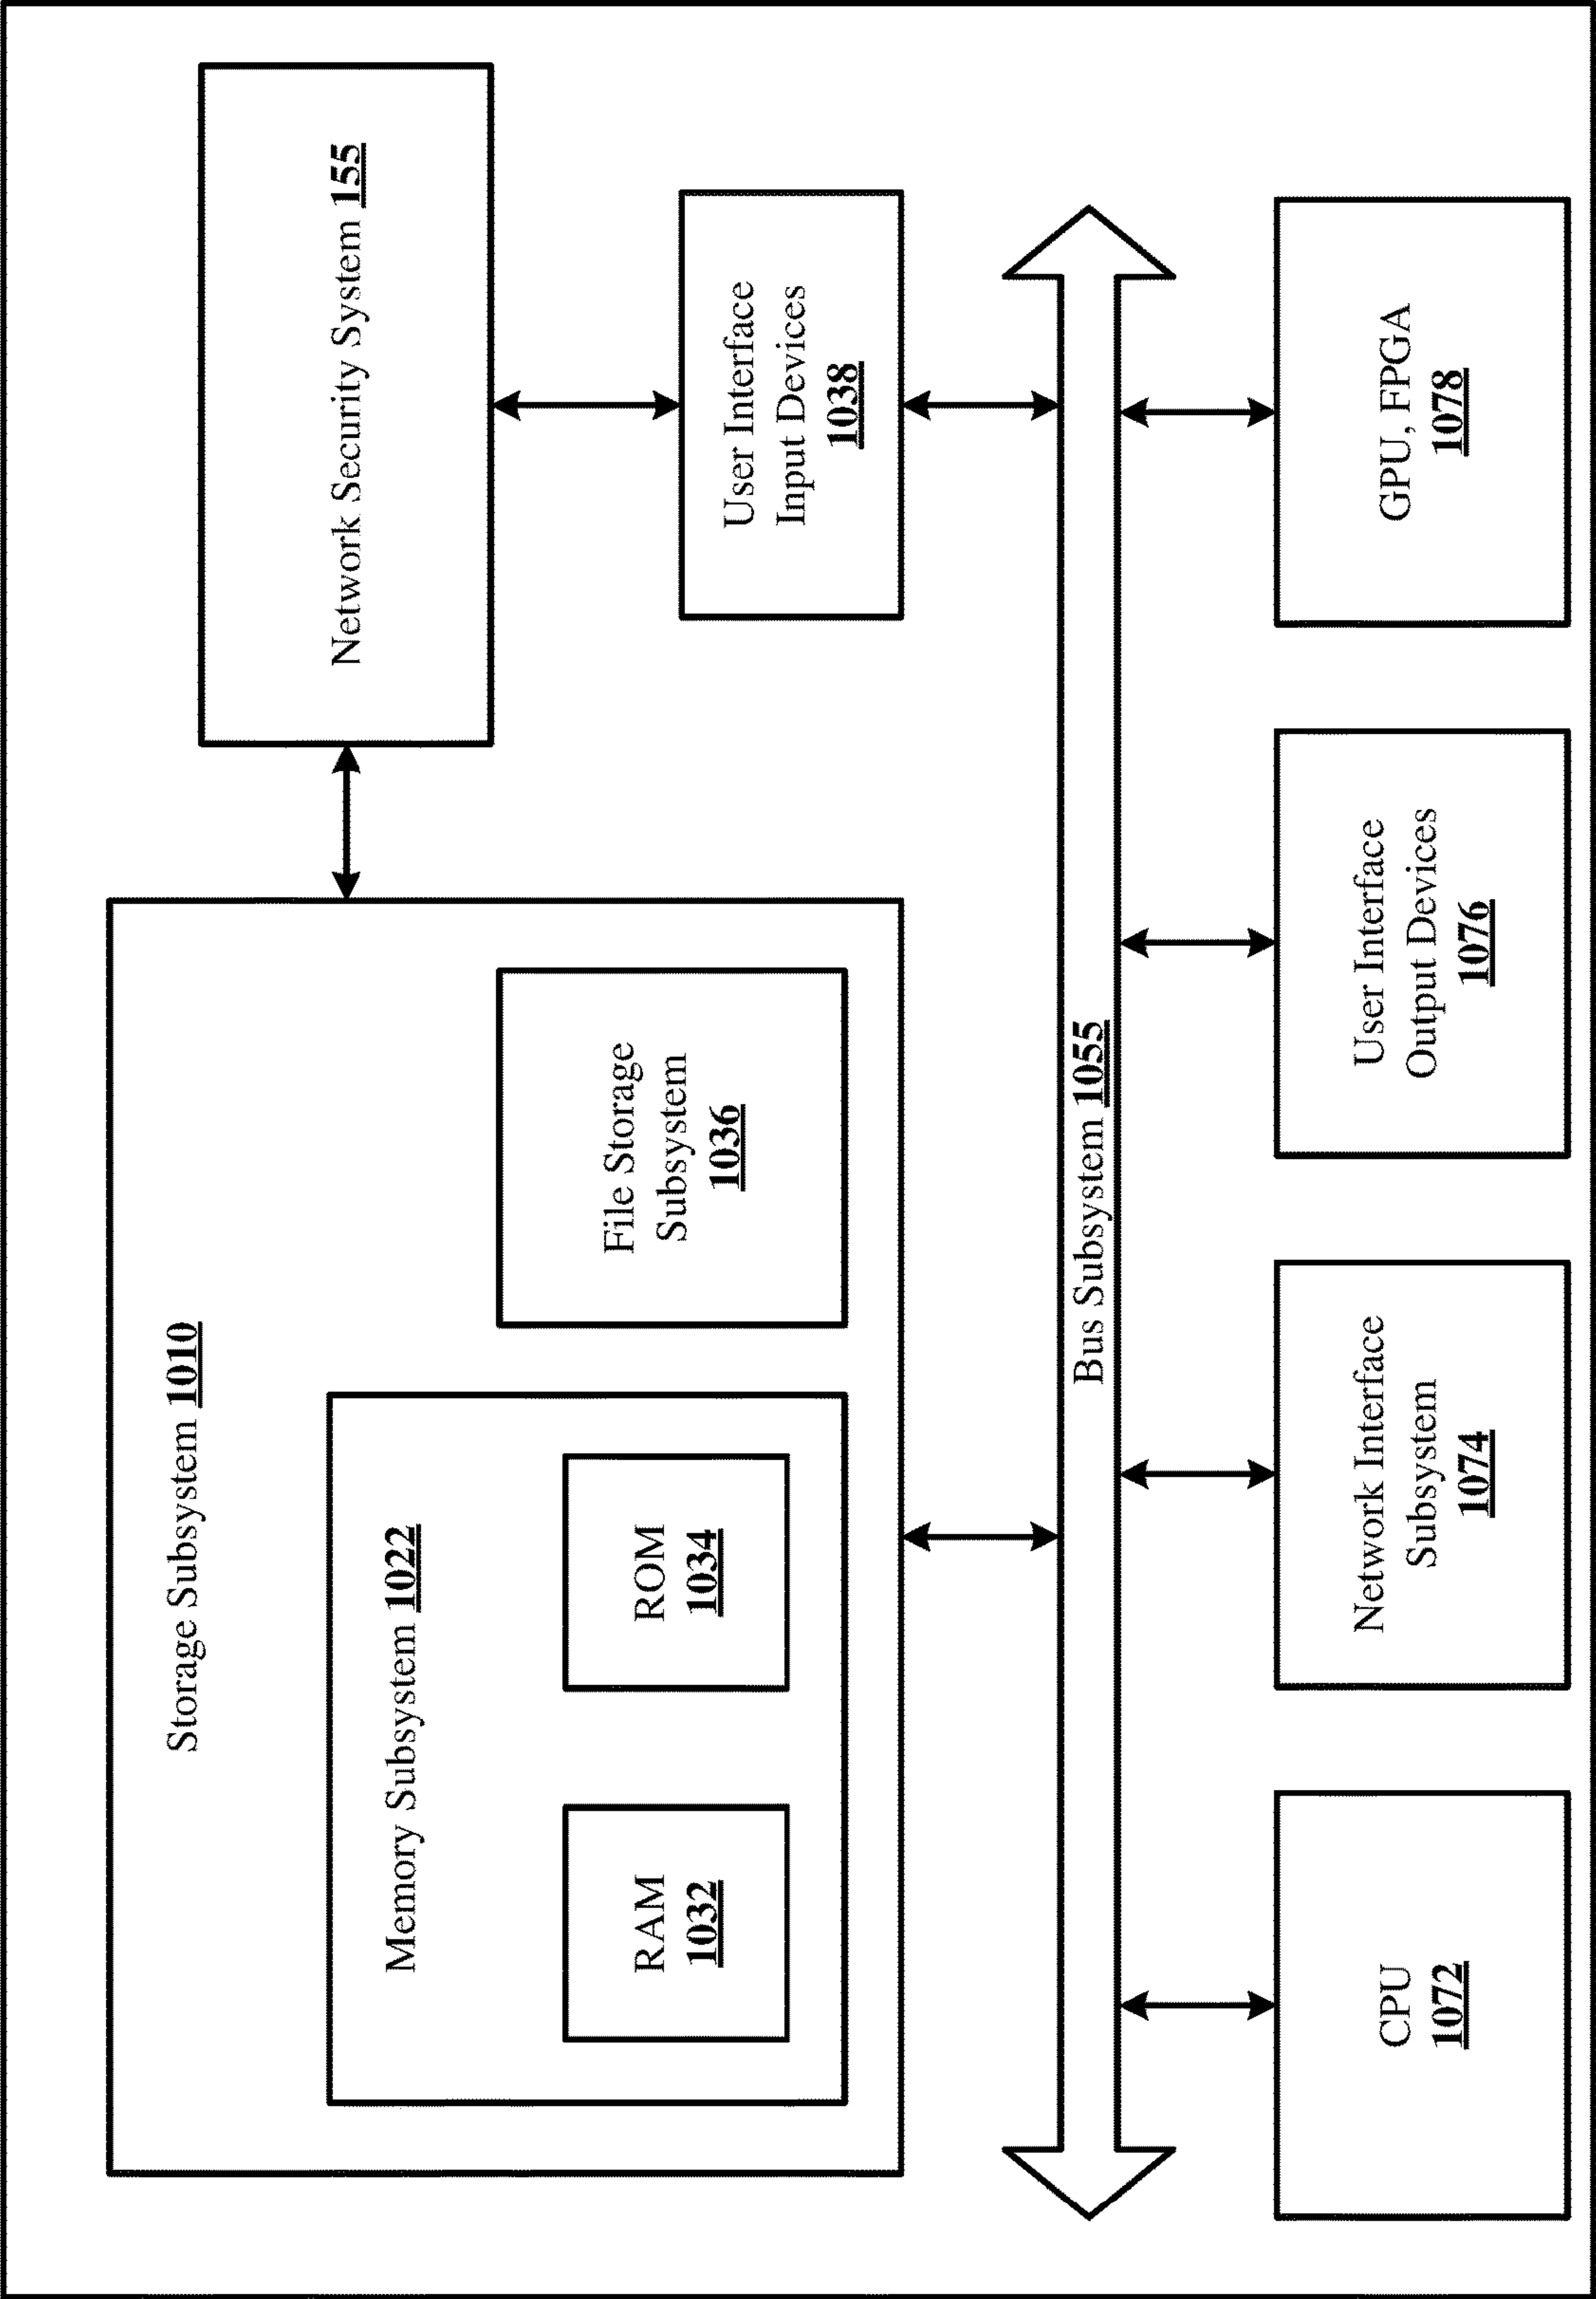 Storage Subsystem 1010
Memory Subsystem 1022
RAM
1032
ROM
1034
File Storage
Subsystem
1036
Network Security System 155
User Interface
Input Devices
1038
Bus Subsystem 1055
CPU
1072
Network Interface
Subsystem
1074
User Interface
Output Devices
1076
GPU, FPGA
1078